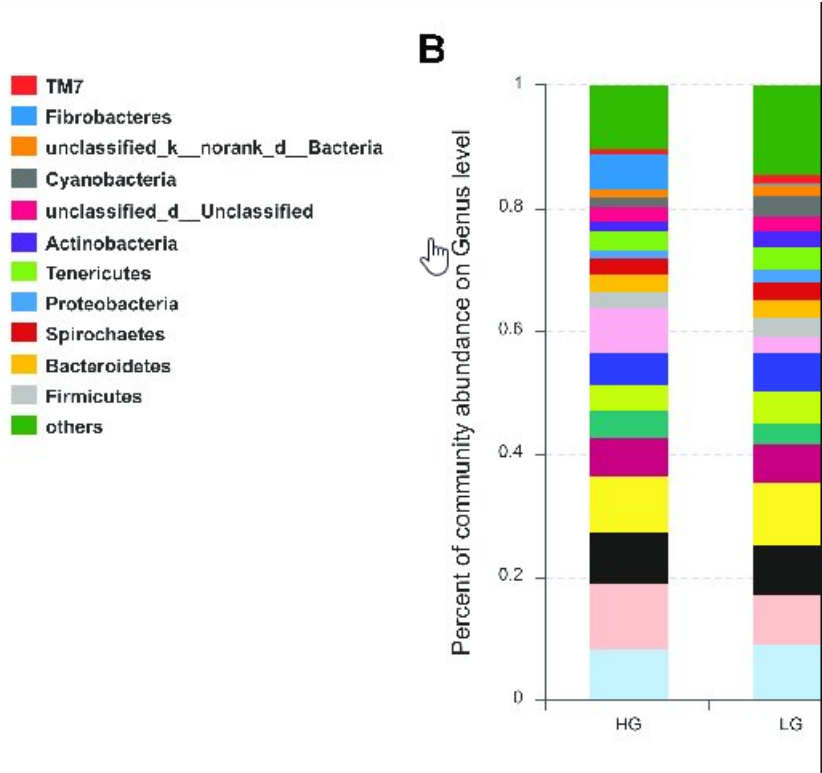 B
TM7
Fibrobacteres
unclassified_k__norank_d__Bacteria
Cyanobacteria
unclassified_d__Unclassified
Actinobacteria
Tenericutes
Proteobacteria
Spirochaetes
Bacteroidetes
Firmicutes
others
Percent of community abundance on Genus level
1
0.8
0.6
0.4
0.2
0
HG
LG